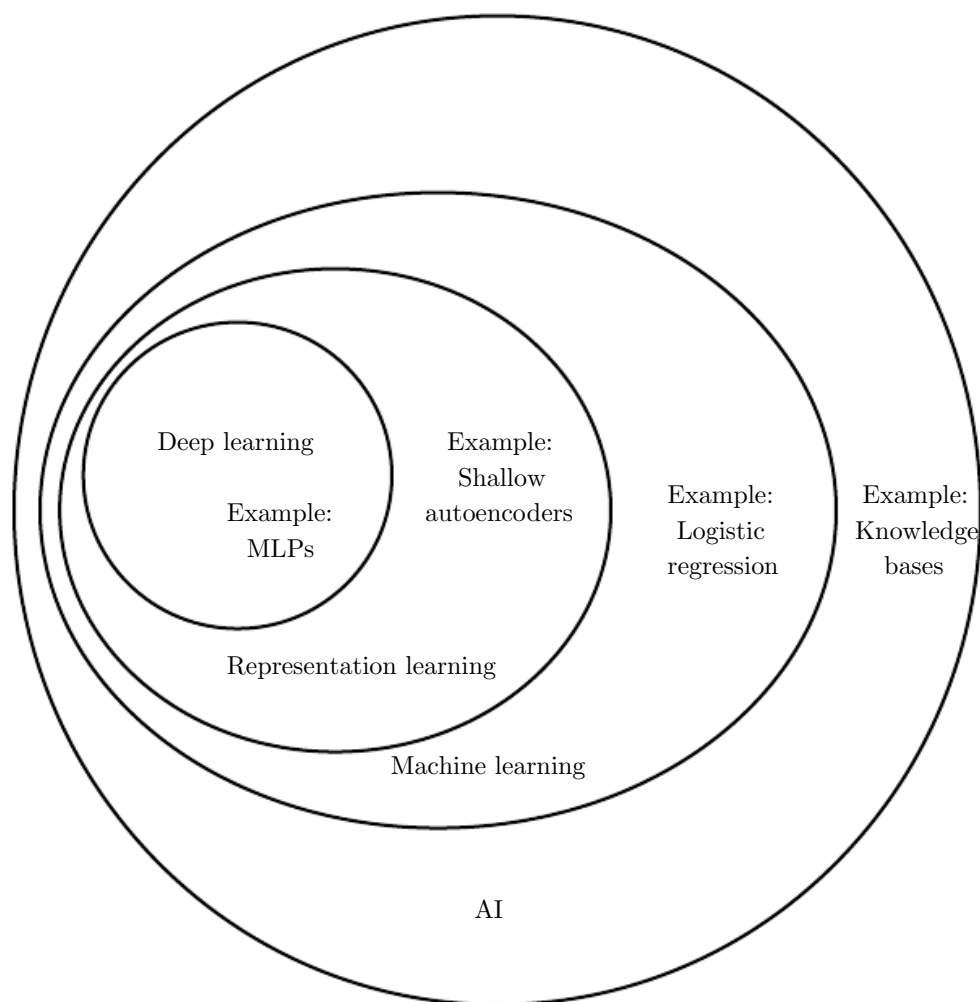 Deep learning
Example:
MLPs
Example:
Shallow
autoencoders
Example:
Logistic
regression
Example:
Knowledge
bases
Representation learning
Machine learning
AI